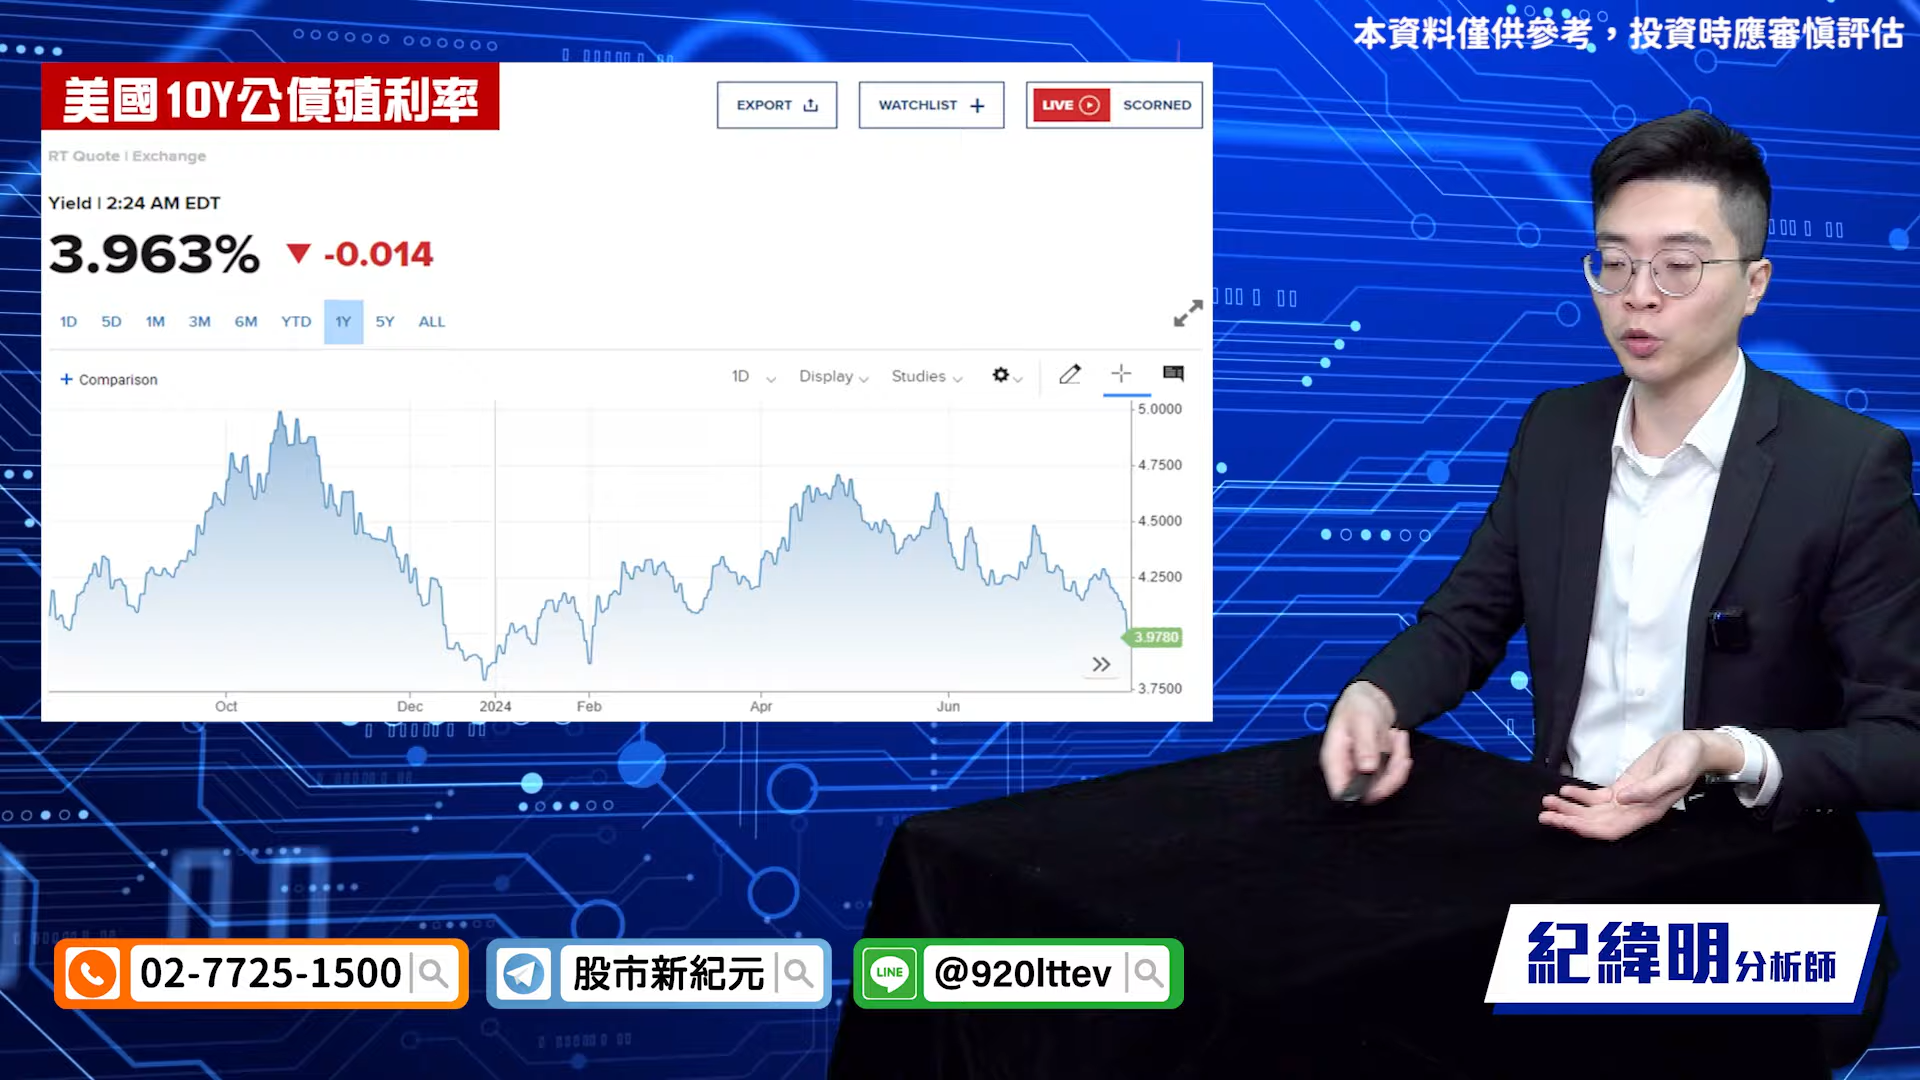 本資料僅供參考，投資時應審慎評估
美國10Y公債殖利率
EXPORT
WATCHLIST +
LIVE SCORNED
RT Quote | Exchange
Yield | 2:24 AM EDT
3.963% ▼ -0.014
1D 5D 1M 3M 6M YTD 1Y 5Y ALL
+ Comparison
1D Display Studies
5.0000
4.7500
4.5000
4.2500
3.9780
3.7500
Oct Dec 2024 Feb Apr Jun
02-7725-1500
股市新紀元
LINE @920lttev
紀緯明分析師